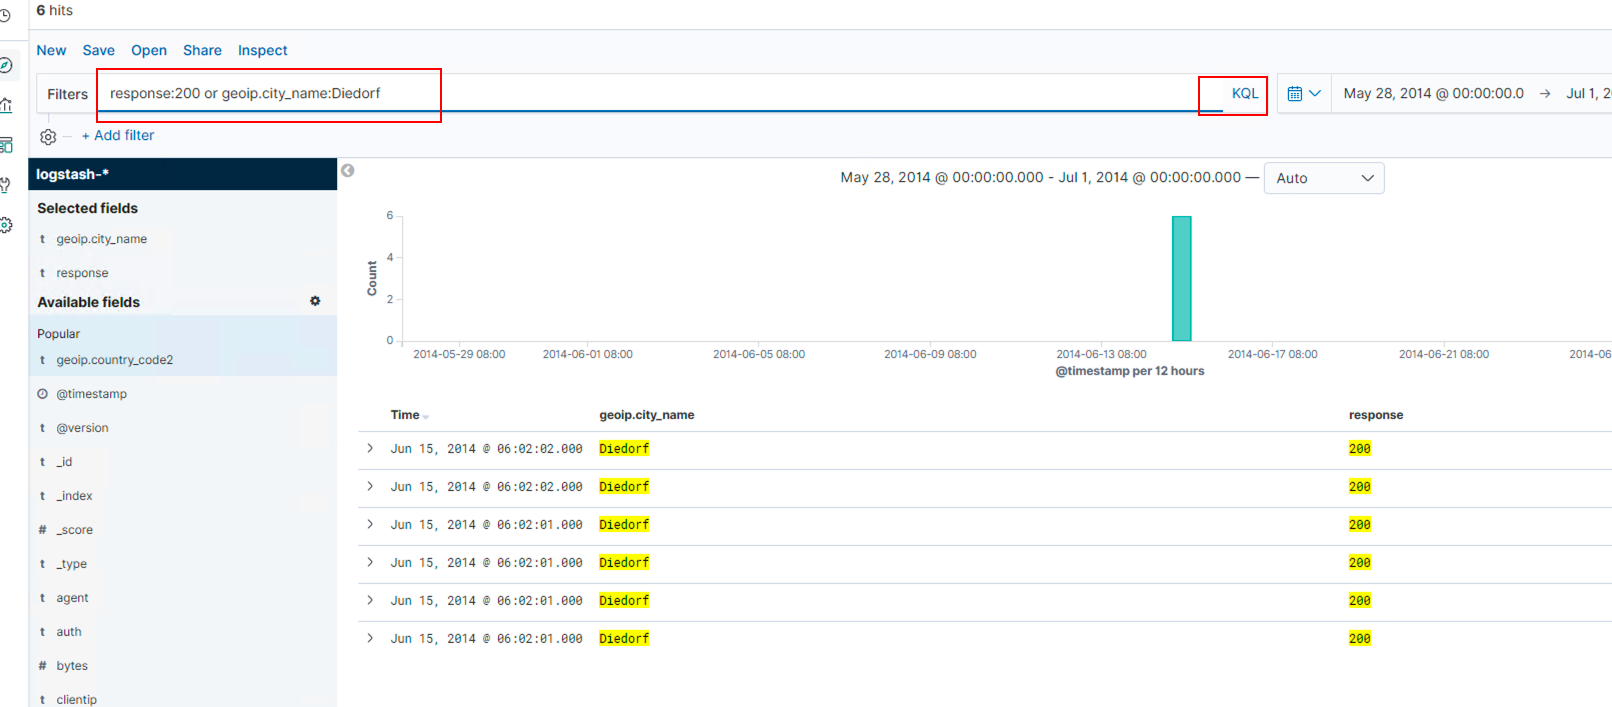 6 hits
New Save Open Share Inspect
Filters response:200 or geoip.city_name:Diedorf KQL May 28, 2014 @ 00:00:00.0 → Jul 1, 2
+ Add filter
logstash-*
Selected fields
t geoip.city_name
t response
Available fields
Popular
t geoip.country_code2
@timestamp
t @version
t _id
t _index
# _score
t _type
t agent
t auth
# bytes
t clientip
May 28, 2014 @ 00:00:00.000 - Jul 1, 2014 @ 00:00:00.000 — Auto
6
4
2
0
Count
2014-05-29 08:00 2014-06-01 08:00 2014-06-05 08:00 2014-06-09 08:00 2014-06-13 08:00 2014-06-17 08:00 2014-06-21 08:00 2014-06
@timestamp per 12 hours
Time geoip.city_name response
Jun 15, 2014 @ 06:02:02.000 Diedorf 200
Jun 15, 2014 @ 06:02:02.000 Diedorf 200
Jun 15, 2014 @ 06:02:01.000 Diedorf 200
Jun 15, 2014 @ 06:02:01.000 Diedorf 200
Jun 15, 2014 @ 06:02:01.000 Diedorf 200
Jun 15, 2014 @ 06:02:01.000 Diedorf 200